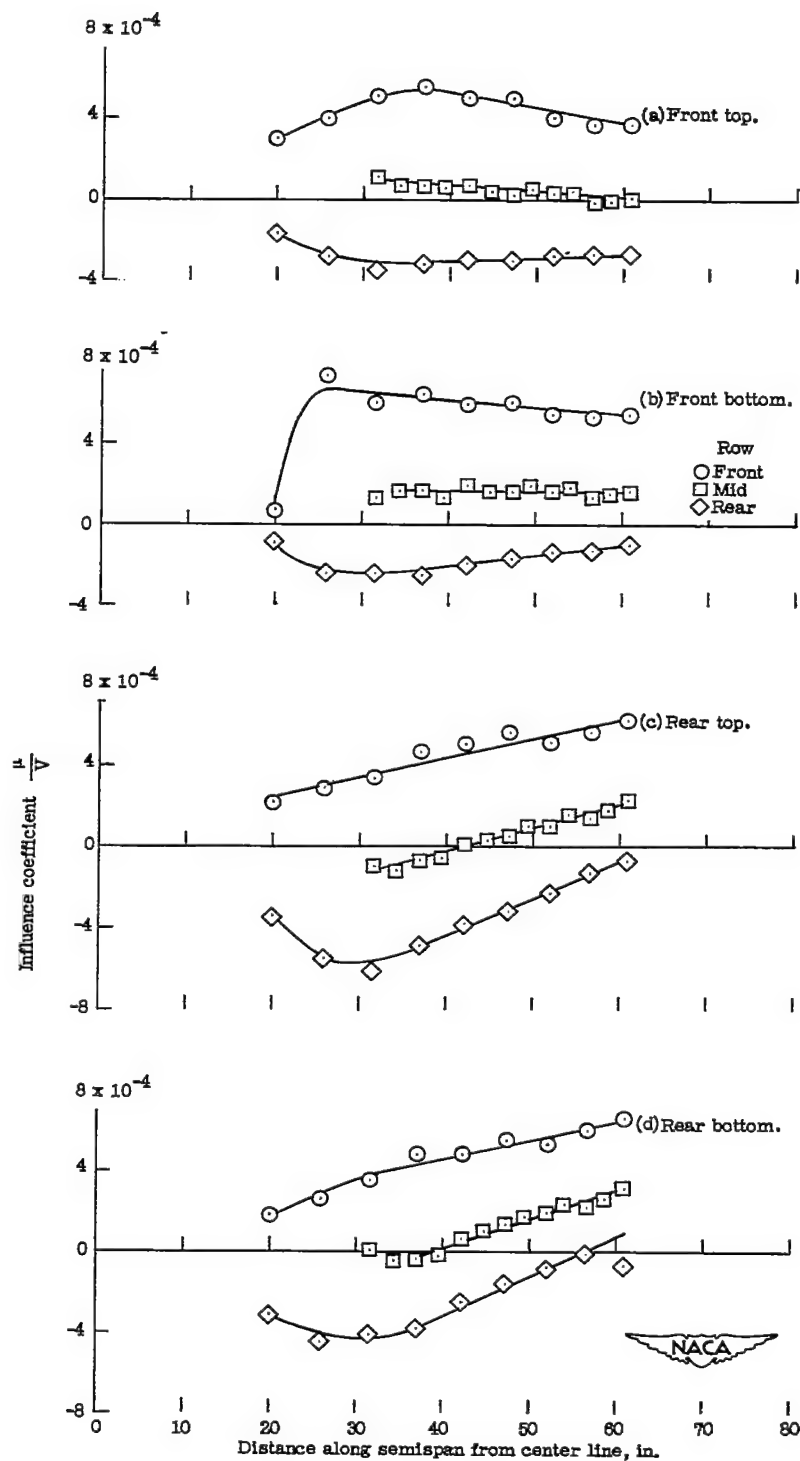 8 x 10⁻⁴
4
(a) Front top.
0
-4
8 x 10⁻⁴
4
(b) Front bottom.
Row
Front
Mid
Rear
0
-4
8 x 10⁻⁴
(c) Rear top.
4
Influence coefficient μ/V
0
-4
-8
8 x 10⁻⁴
(d) Rear bottom.
4
0
-4
NACA
-8
0 10 20 30 40 50 60 70 80
Distance along semispan from center line, in.